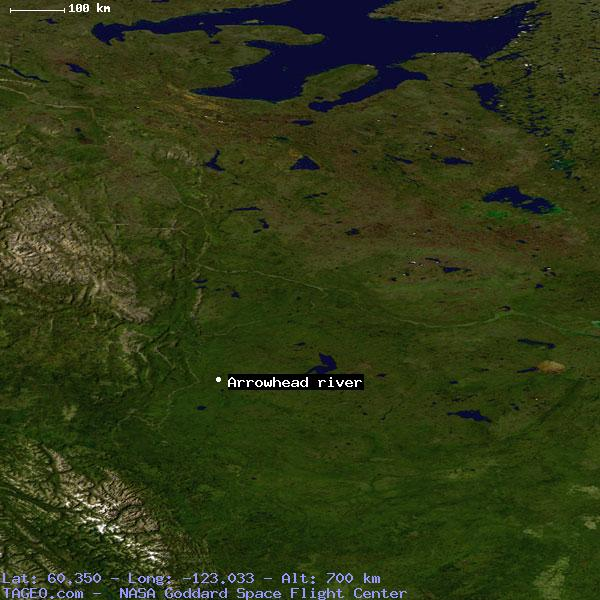 100 km
Arrowhead river
Lat: 60.350 - Long: -123.033 - Alt: 700 km
TAGEO.com - NASA Goddard Space Flight Center